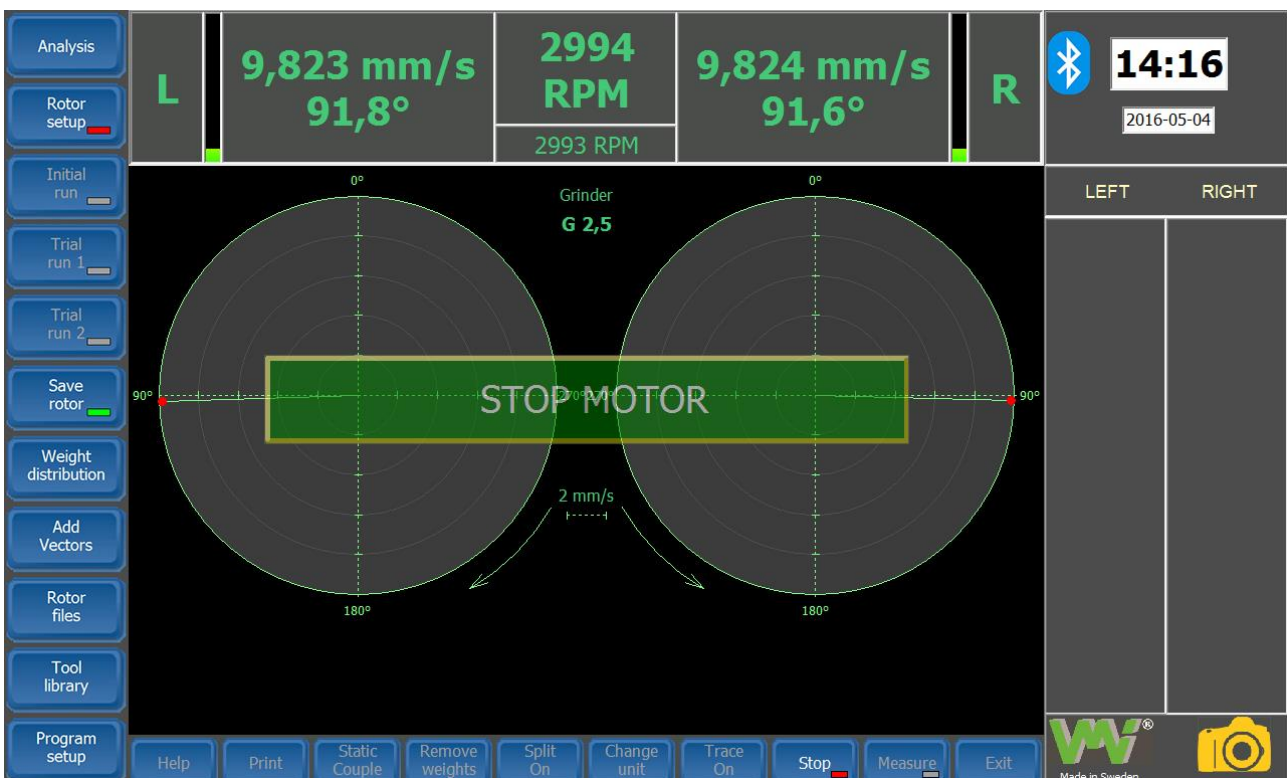 Analysis
Rotor
setup
Initial
run
Trial
run 1
Trial
run 2
Save
rotor
Weight
distribution
Add
Vectors
Rotor
files
Tool
library
Program
setup
L
9,823 mm/s
91,8°
2994
RPM
2993 RPM
9,824 mm/s
91,6°
R
14:16
2016-05-04
LEFT RIGHT
0°
Grinder
G 2,5
0°
90°
STOP MOTOR
270°
270°
90°
2 mm/s
180°
180°
Help
Print
Static
Couple
Remove
weights
Split
On
Change
unit
Trace
On
Stop
Measure
Exit
VMI®
Made in Sweden